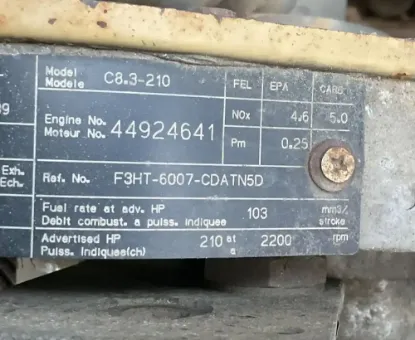 Model
Modele C8.3-210 FEL EPA CARB
Engine No.
Moteur No. 44924641 NOx 4.6 5.0
Pm 0.25
Exh.
Ech. Ref. No. F3HT-6007-CDATN5D
Fuel rate at adv. HP
Debit combust. a puiss. indiquee 103 mm3/
stroke
Advertised HP
Puiss. indiquee(ch) 210 at
a 2200 rpm